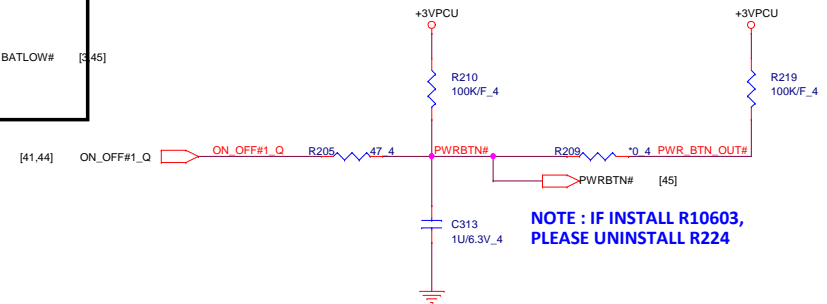 +3VPCU +3VPCU
BATLOW# [3,45]
R210 R219
100K/F_4 100K/F_4
[41,44] ON_OFF#1_Q ON_OFF#1_Q R205 47_4 PWRBTN# R209 *0_4 PWR_BTN_OUT#
PWRBTN# [45]
C313
1U/6.3V_4
NOTE : IF INSTALL R10603,
PLEASE UNINSTALL R224